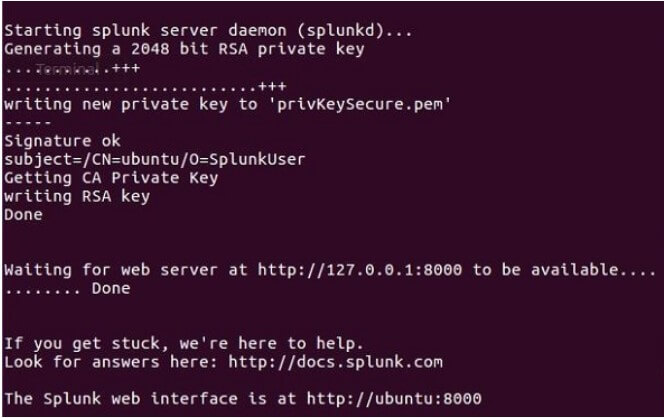 Starting splunk server daemon (splunkd)...
Generating a 2048 bit RSA private key
.............+++
..........................+++
writing new private key to 'privKeySecure.pem'
-----
Signature ok
subject=/CN=ubuntu/O=SplunkUser
Getting CA Private Key
writing RSA key
Done
Waiting for web server at http://127.0.0.1:8000 to be available....
........ Done
If you get stuck, we're here to help.
Look for answers here: http://docs.splunk.com
The Splunk web interface is at http://ubuntu:8000